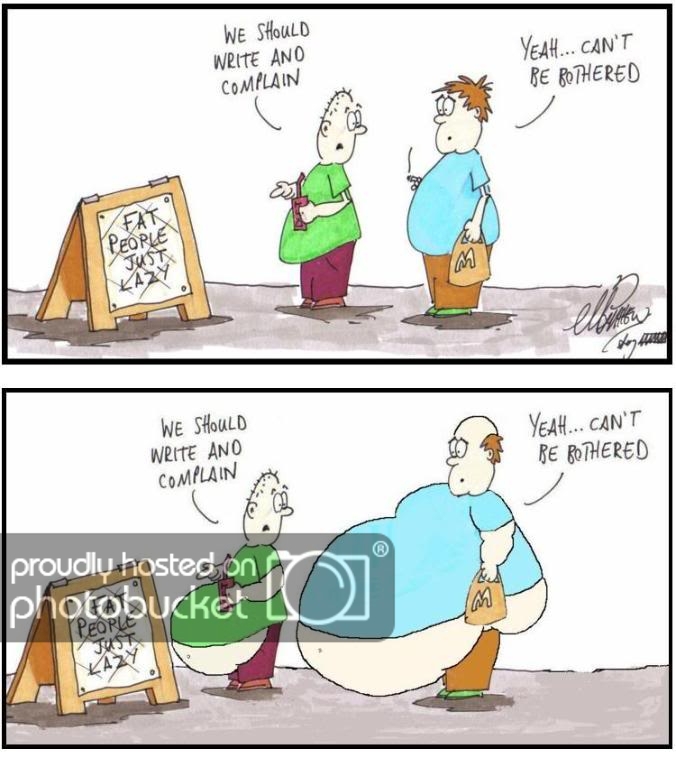 WE SHOULD
WRITE AND
COMPLAIN
YEAH... CAN'T
BE BOTHERED
FAT
PEOPLE
JUST
LAZY
M
WE SHOULD
WRITE AND
COMPLAIN
YEAH... CAN'T
BE BOTHERED
proudly hosted on
photobucket
®
FAT
PEOPLE
JUST
LAZY
M